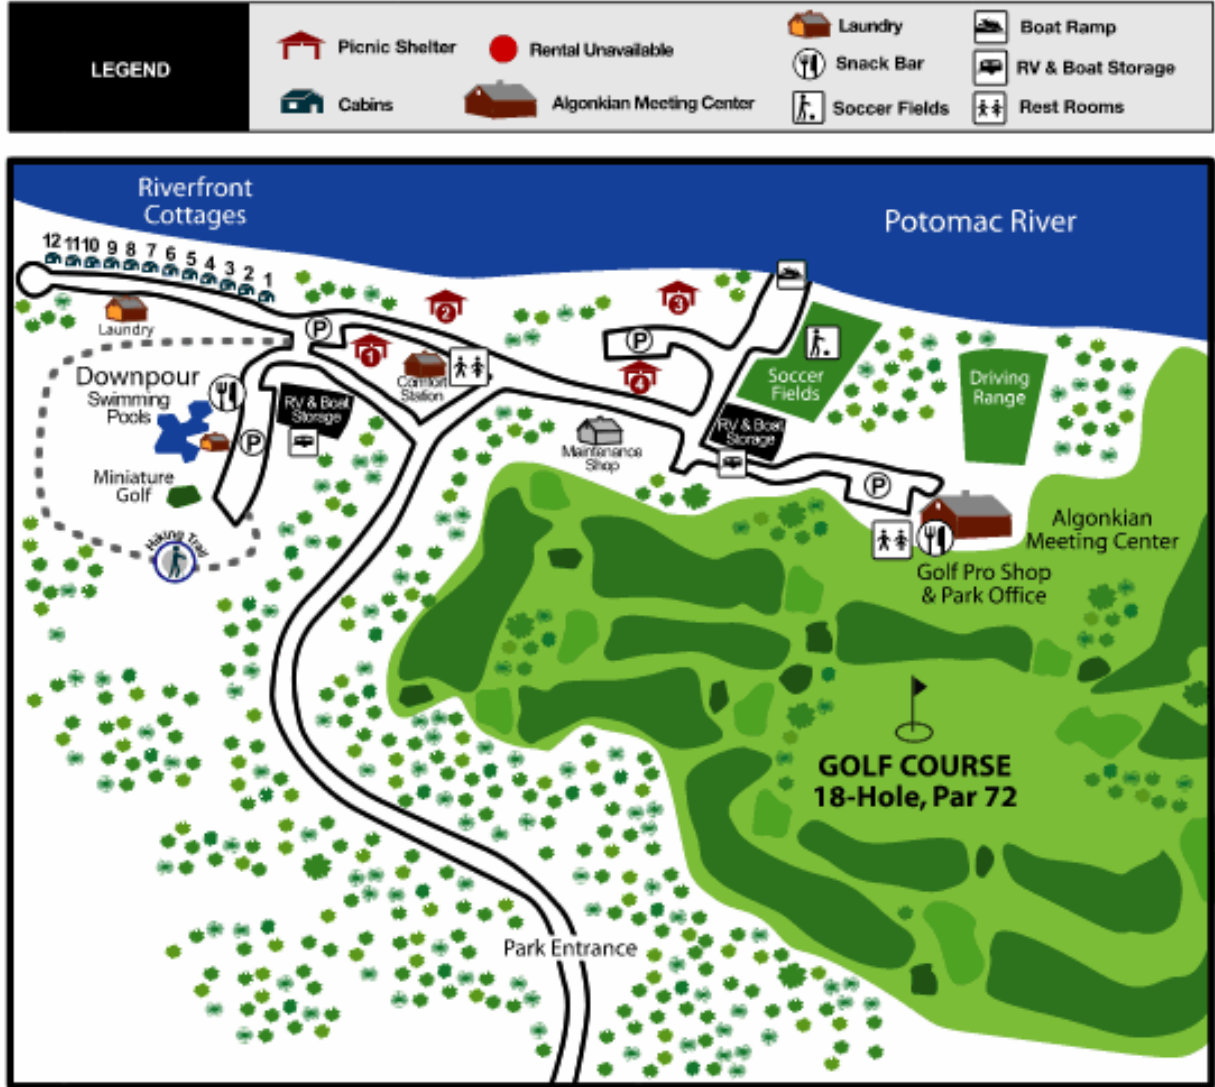 LEGEND
Picnic Shelter
Cabins
Rental Unavailable
Algonkian Meeting Center
Laundry
Snack Bar
Soccer Fields
Boat Ramp
RV & Boat Storage
Rest Rooms
Riverfront
Cottages
Potomac River
12 11 10 9 8 7 6 5 4 3 2 1
Laundry
P
1
2
3
4
P
Comfort
Station
Downpour
Swimming
Pools
RV & Boat
Storage
P
Miniature
Golf
Hiking Trail
Maintenance
Shop
Soccer
Fields
RV & Boat
Storage
Driving
Range
P
Algonkian
Meeting Center
Golf Pro Shop
& Park Office
GOLF COURSE
18-Hole, Par 72
Park Entrance